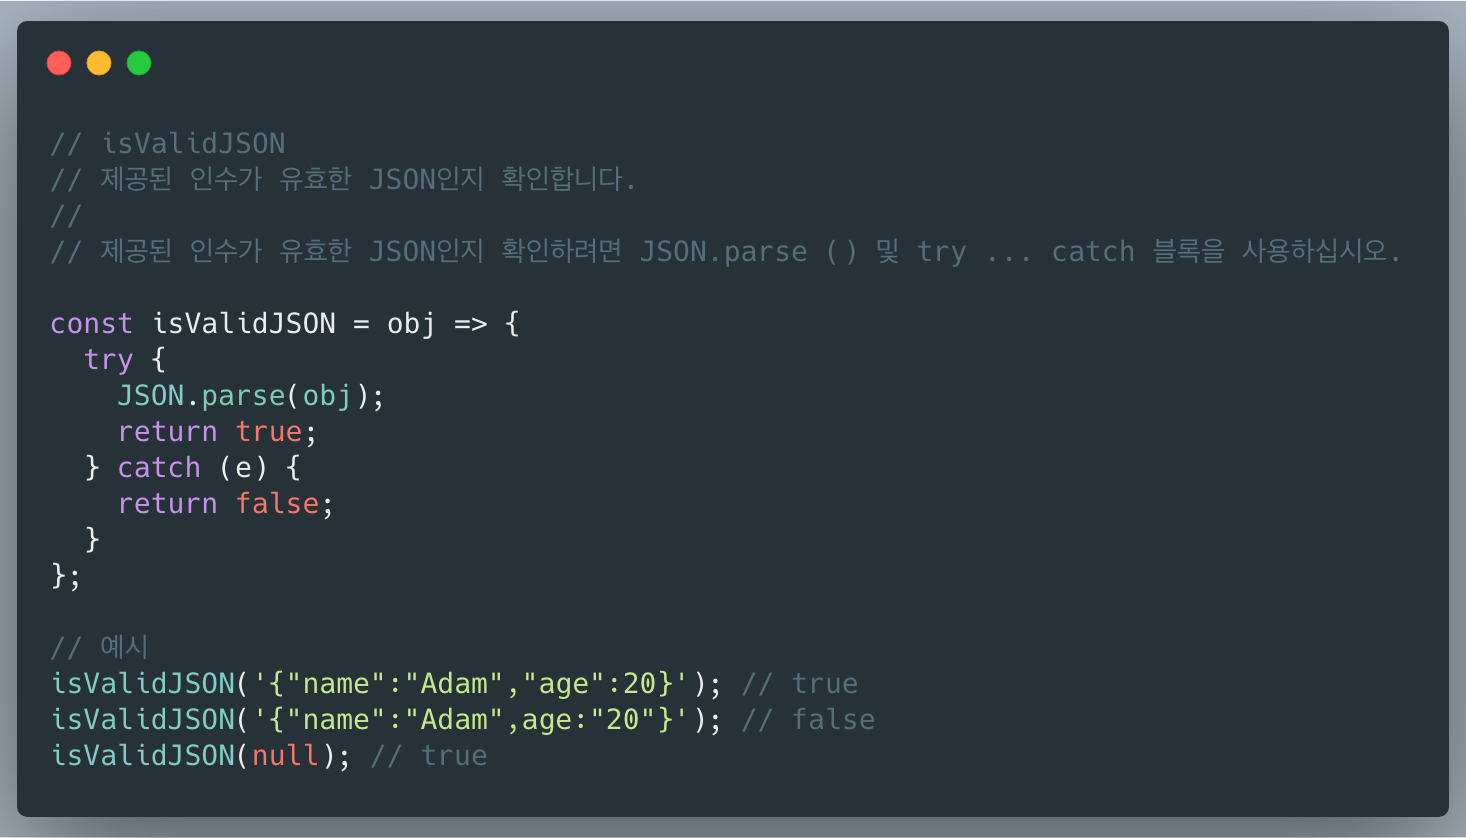 // isValidJSON
// 제공된 인수가 유효한 JSON인지 확인합니다.
//
// 제공된 인수가 유효한 JSON인지 확인하려면 JSON.parse () 및 try ... catch 블록을 사용하십시오.
const isValidJSON = obj => {
  try {
    JSON.parse(obj);
    return true;
  } catch (e) {
    return false;
  }
};
// 예시
isValidJSON('{"name":"Adam","age":20}'); // true
isValidJSON('{"name":"Adam",age:"20"}'); // false
isValidJSON(null); // true